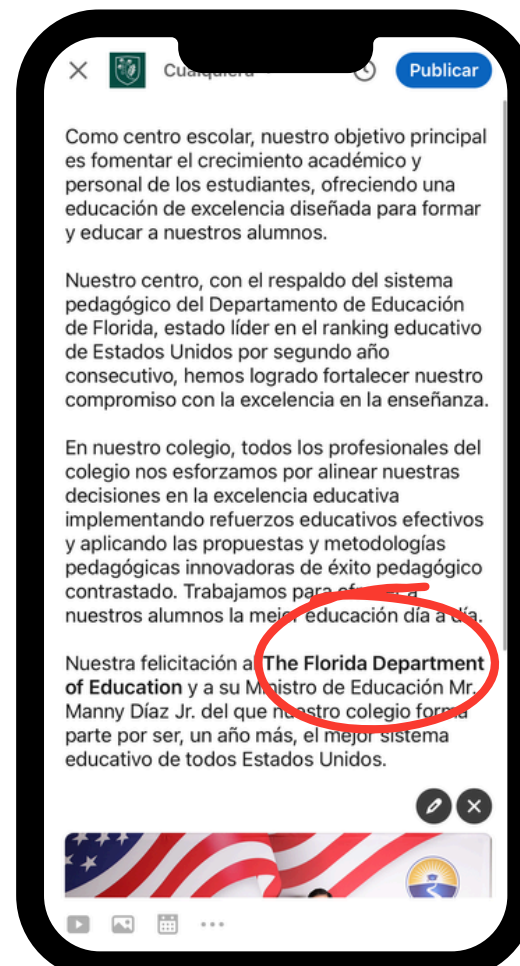 Publicar
Como centro escolar, nuestro objetivo principal
es fomentar el crecimiento académico y
personal de los estudiantes, ofreciendo una
educación de excelencia diseñada para formar
y educar a nuestros alumnos.
Nuestro centro, con el respaldo del sistema
pedagógico del Departamento de Educación
de Florida, estado líder en el ranking educativo
de Estados Unidos por segundo año
consecutivo, hemos logrado fortalecer nuestro
compromiso con la excelencia en la enseñanza.
En nuestro colegio, todos los profesionales del
colegio nos esforzamos por alinear nuestras
decisiones en la excelencia educativa
implementando refuerzos educativos efectivos
y aplicando las propuestas y metodologías
pedagógicas innovadoras de éxito pedagógico
contrastado. Trabajamos para ofrecer a
nuestros alumnos la mejor educación día a día.
Nuestra felicitación a The Florida Department
of Education y a su Ministro de Educación Mr.
Manny Díaz Jr. del que nuestro colegio forma
parte por ser, un año más, el mejor sistema
educativo de todos Estados Unidos.